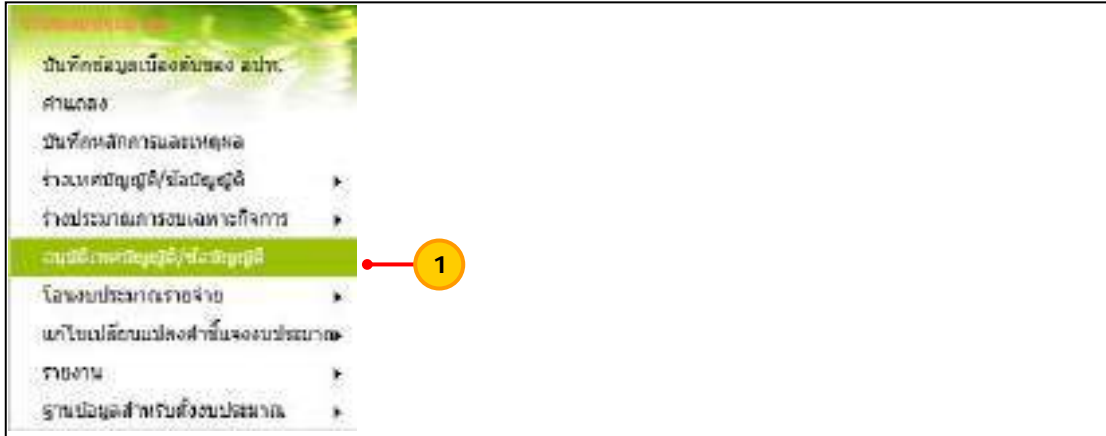 บันทึกข้อมูลเบื้องต้นของ อปท.
คำแถลง
บันทึกหลักการและเหตุผล
ร่างเทศบัญญัติ/ข้อบัญญัติ
ร่างประมาณการงบเฉพาะกิจการ
อนุมัติเทศบัญญัติ/ข้อบัญญัติ
1
โอนงบประมาณรายจ่าย
แก้ไขเปลี่ยนแปลงคำชี้แจงงบประมาณ
รายงาน
ฐานข้อมูลสำหรับตั้งงบประมาณ